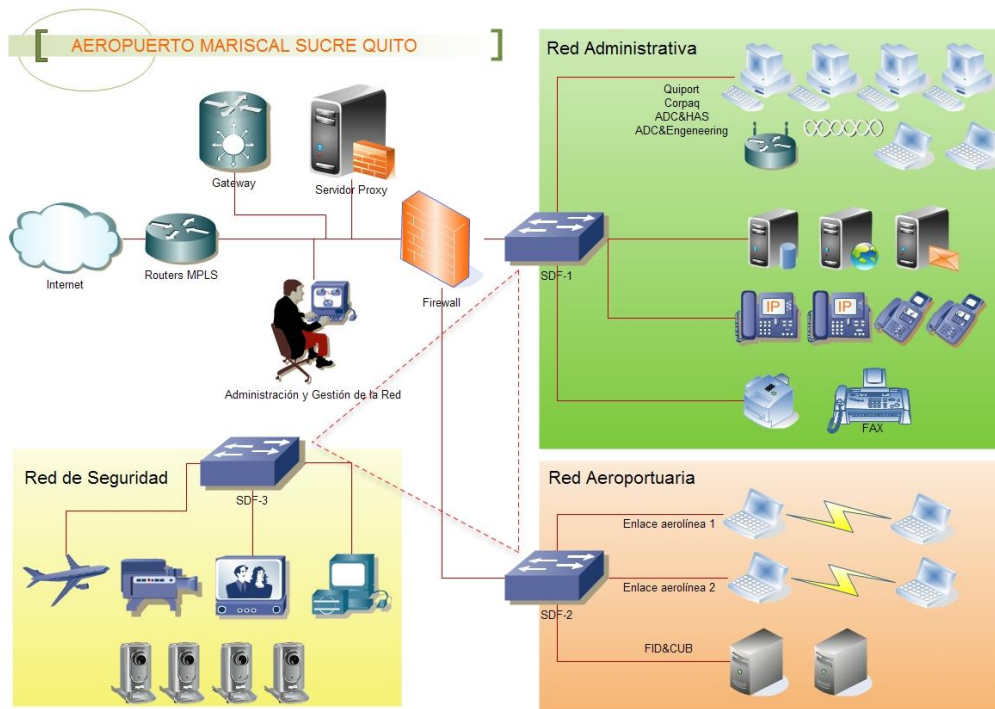 AEROPUERTO MARISCAL SUCRE QUITO
Red Administrativa
Quiport
Corpaq
ADC&HAS
ADC&Engeneering
Gateway
Servidor Proxy
Internet
Routers MPLS
Firewall
SDF-1
IP
IP
Administración y Gestión de la Red
FAX
Red de Seguridad
SDF-3
Red Aeroportuaria
Enlace aerolínea 1
Enlace aerolínea 2
SDF-2
FID&CUB